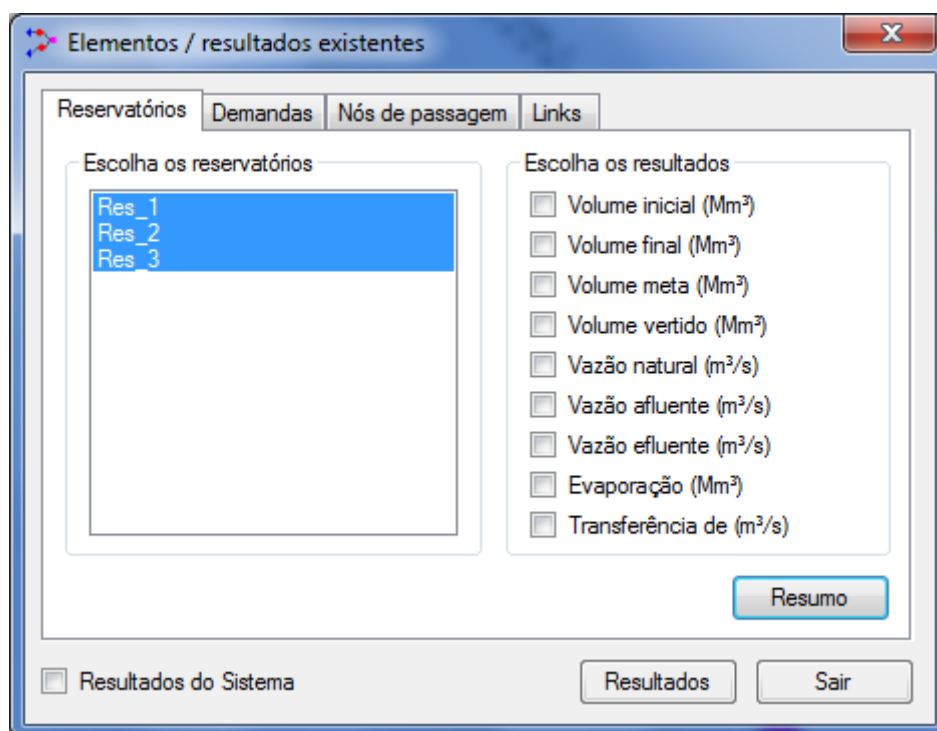 Elementos / resultados existentes
Reservatórios Demandas Nós de passagem Links
Escolha os reservatórios
Res_1
Res_2
Res_3
Escolha os resultados
Volume inicial (Mm³)
Volume final (Mm³)
Volume meta (Mm³)
Volume vertido (Mm³)
Vazão natural (m³/s)
Vazão afluente (m³/s)
Vazão efluente (m³/s)
Evaporação (Mm³)
Transferência de (m³/s)
Resumo
Resultados do Sistema
Resultados
Sair